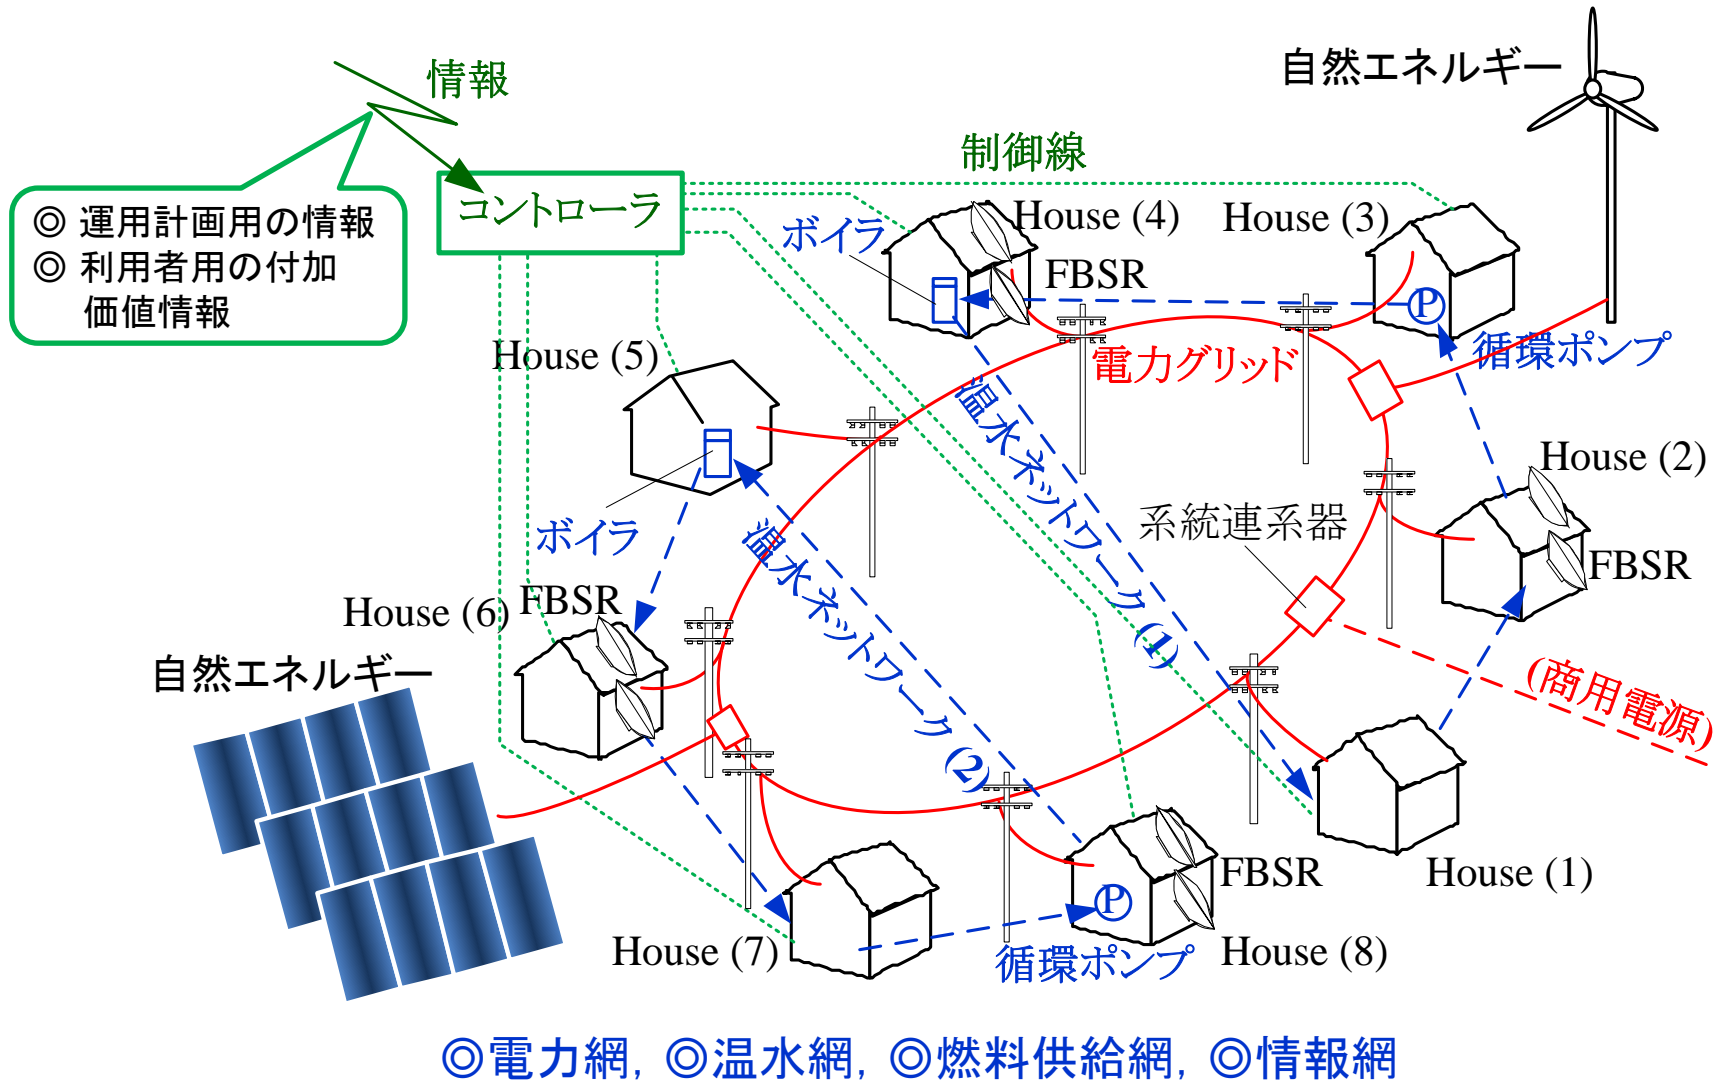 情報
自然エネルギー
制御線
コントローラ
◎ 運用計画用の情報
◎ 利用者用の付加
価値情報
ボイラ
House (4)
House (3)
FBSR
P
循環ポンプ
電力グリッド
House (5)
温水ネットワーク (1)
House (2)
系統連系器
FBSR
ボイラ
温水ネットワーク (2)
House (6)
FBSR
自然エネルギー
(商用電源)
FBSR
House (1)
P
House (7)
循環ポンプ
House (8)
◎電力網, ◎温水網, ◎燃料供給網, ◎情報網